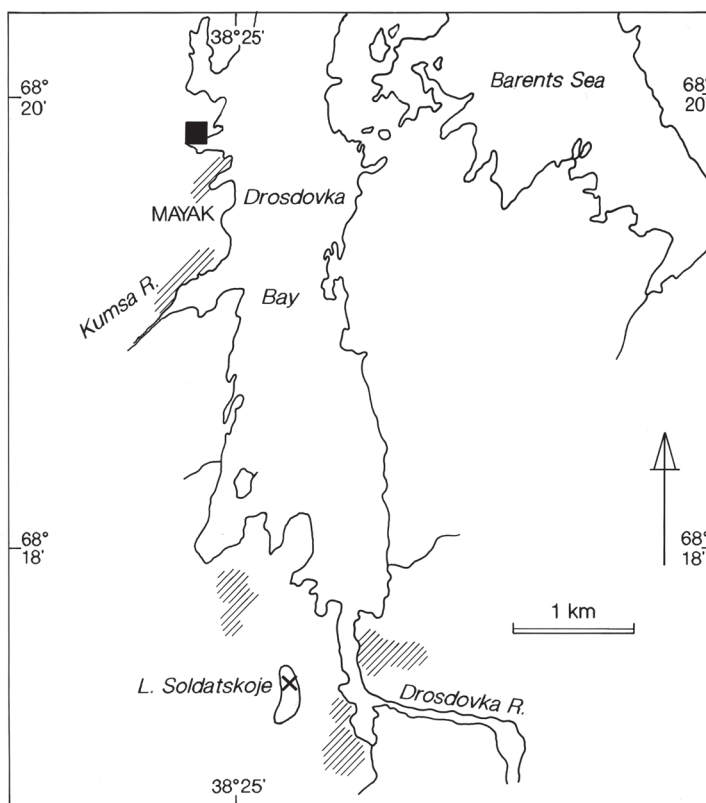 38°25'
68°
20'
Barents Sea
68°
20'
MAYAK
Drosdovka
Kumsa R.
Bay
68°
18'
68°
18'
1 km
L. Soldatskoje
Drosdovka R.
38°25'